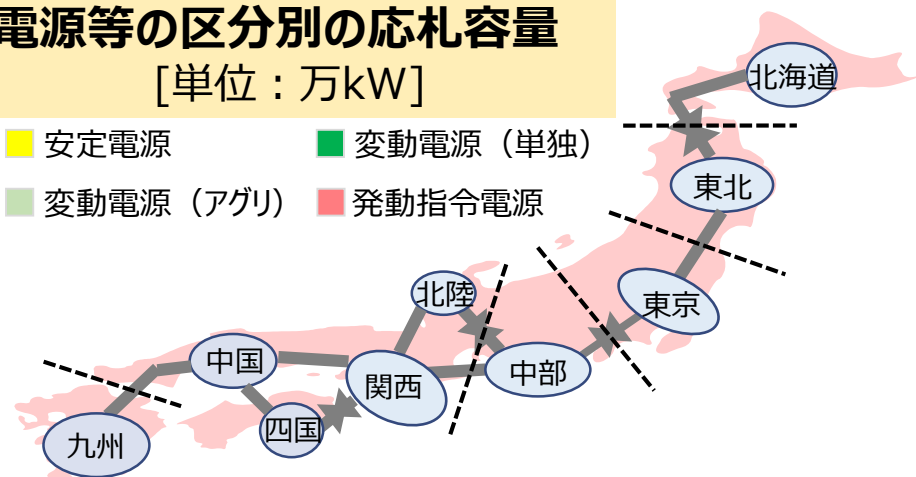 電源等の区分別の応札容量
[単位：万kW]
安定電源
変動電源（単独）
変動電源（アグリ）
発動指令電源
北海道
東北
東京
北陸
中部
中国
関西
四国
九州